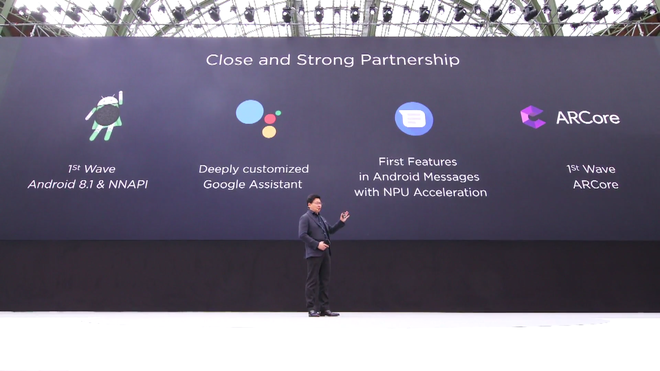 Close and Strong Partnership
1St Wave
Android 8.1 & NNAPI
Deeply customized
Google Assistant
First Features
in Android Messages
with NPU Acceleration
ARCore
1St Wave
ARCore